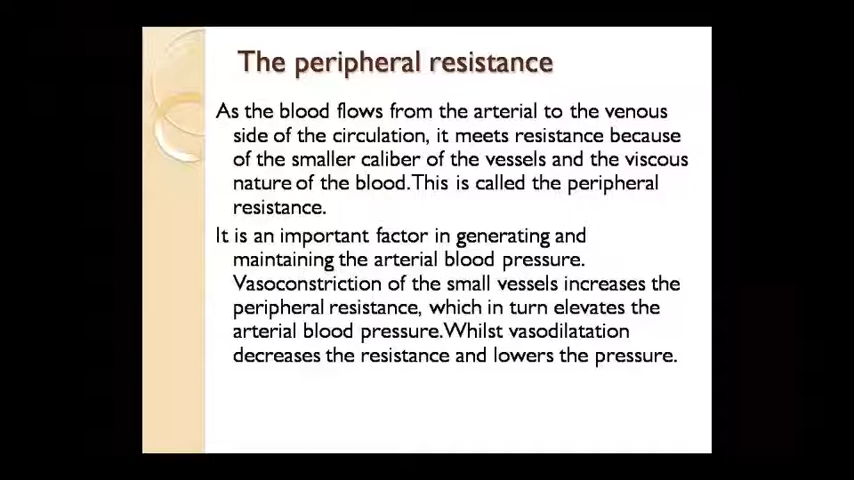 The peripheral resistance
As the blood flows from the arterial to the venous
side of the circulation, it meets resistance because
of the smaller caliber of the vessels and the viscous
nature of the blood.This is called the peripheral
resistance.
It is an important factor in generating and
maintaining the arterial blood pressure.
Vasoconstriction of the small vessels increases the
peripheral resistance, which in turn elevates the
arterial blood pressure.Whilst vasodilatation
decreases the resistance and lowers the pressure.